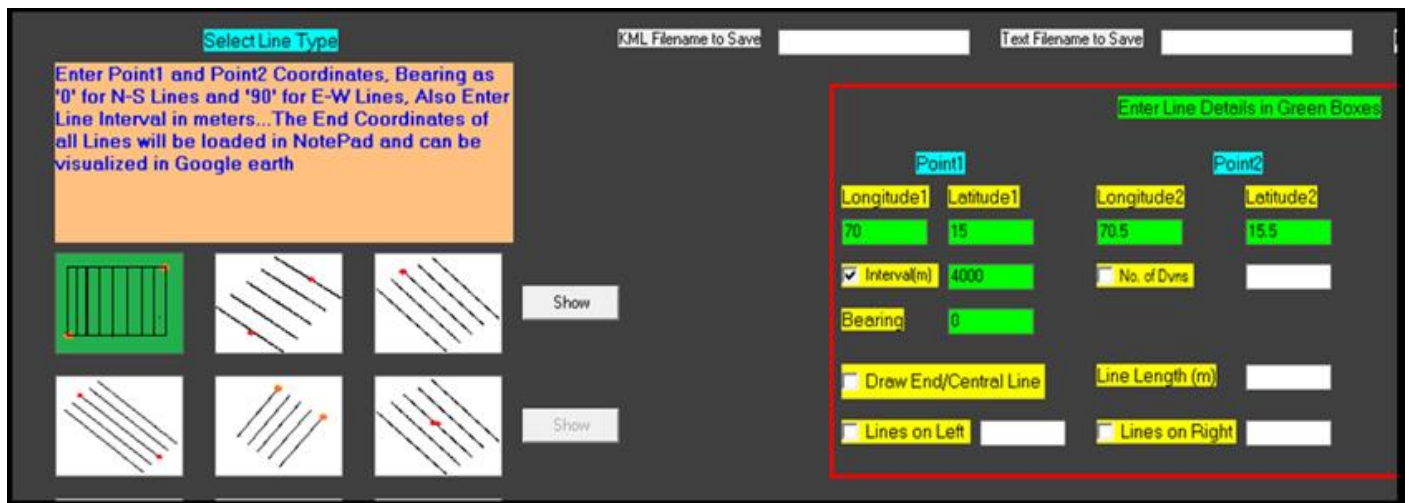 Select Line Type
KML Filename to Save
Text Filename to Save
Enter Point1 and Point2 Coordinates, Bearing as
'0' for N-S Lines and '90' for E-W Lines, Also Enter
Line Interval in meters...The End Coordinates of
all Lines will be loaded in NotePad and can be
visualized in Google earth
Enter Line Details in Green Boxes
Point1
Point2
Longitude1 Latitude1 Longitude2 Latitude2
70 15 70.5 15.5
Interval(m) 4000 No. of Dvns
Show
Bearing 0
Draw End/Central Line Line Length (m)
Show
Lines on Left Lines on Right